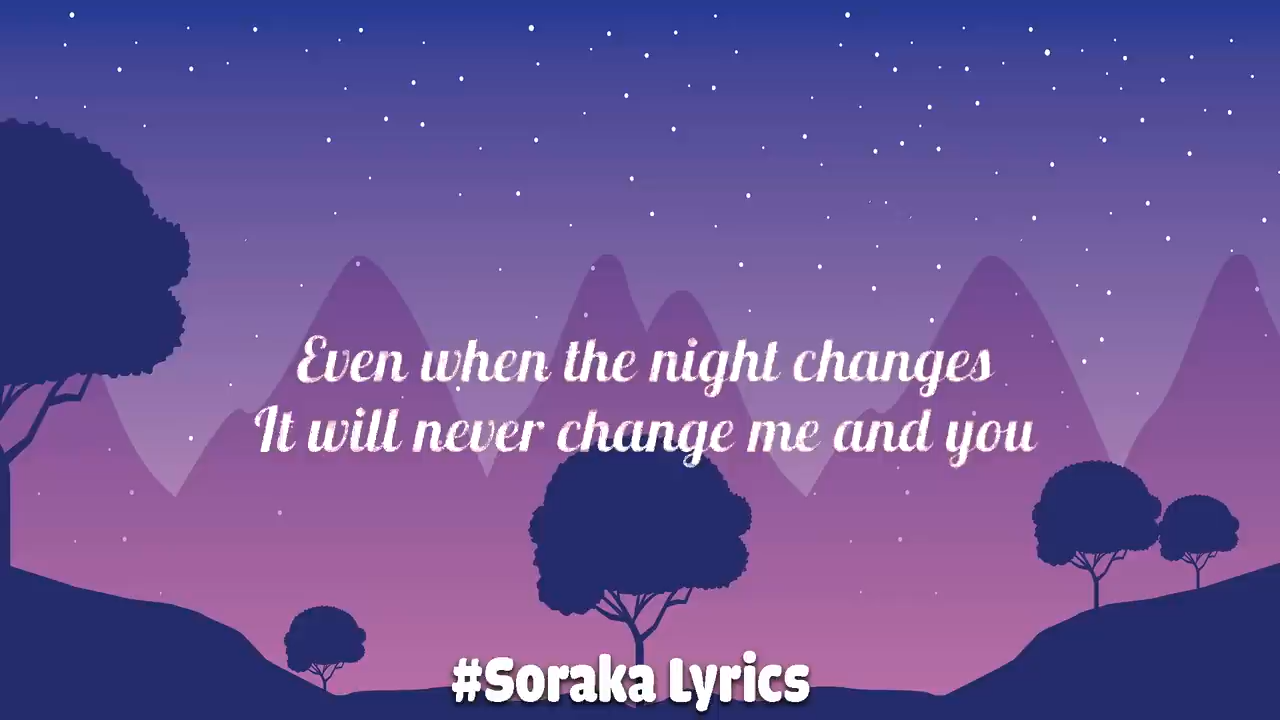 Even when the night changes
It will never change me and you
#Soraka Lyrics